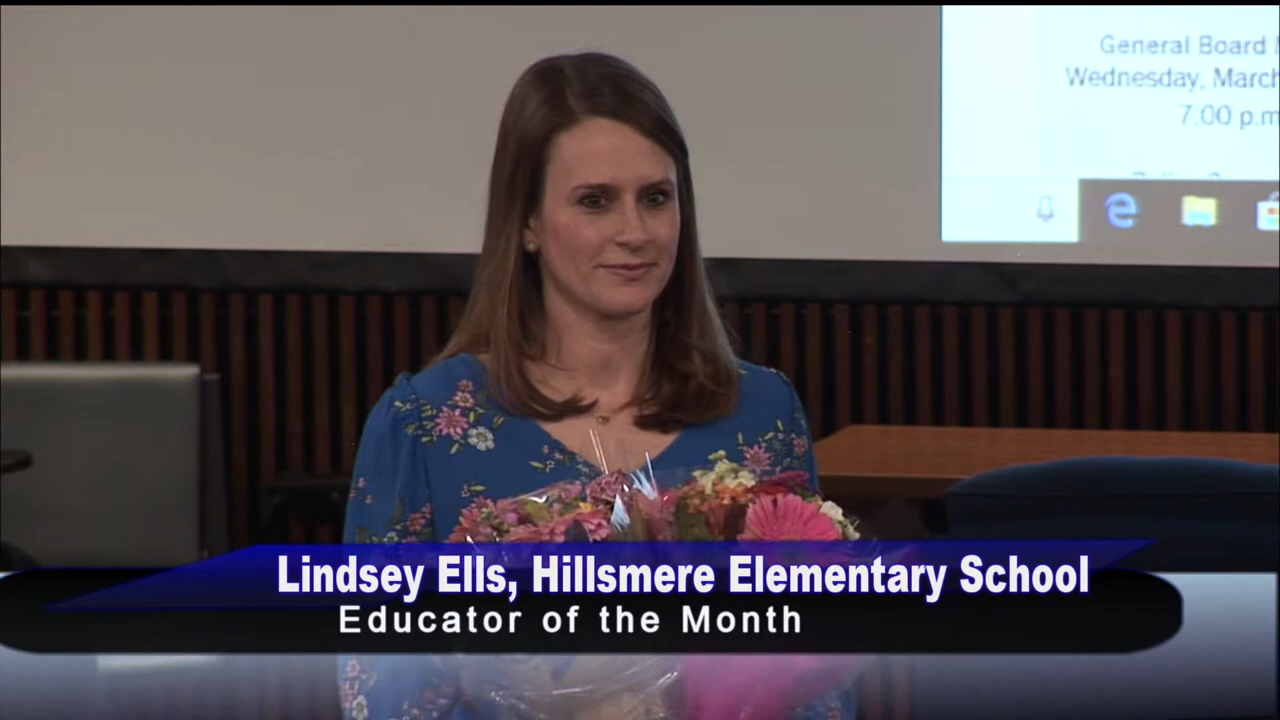 General Board
Wednesday, March
7:00 p.m
Lindsey Ells, Hillsmere Elementary School
Educator of the Month